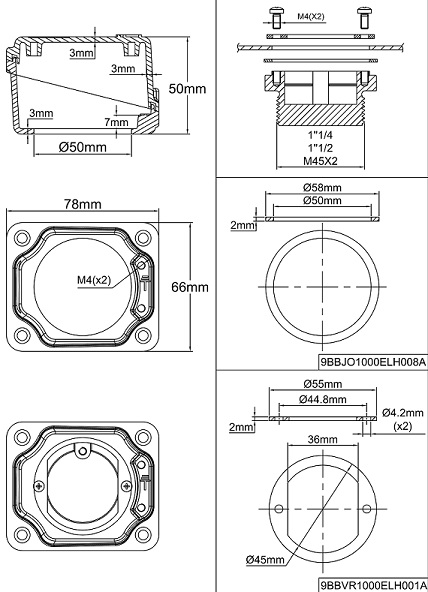 3mm
3mm
50mm
3mm
7mm
Ø50mm
M4(X2)
1"1/4
1"1/2
M45X2
78mm
M4(x2)
66mm
Ø58mm
Ø50mm
2mm
9BBJO1000ELH008A
Ø55mm
Ø44.8mm
Ø4.2mm
(x2)
2mm
36mm
Ø45mm
9BBVR1000ELH001A